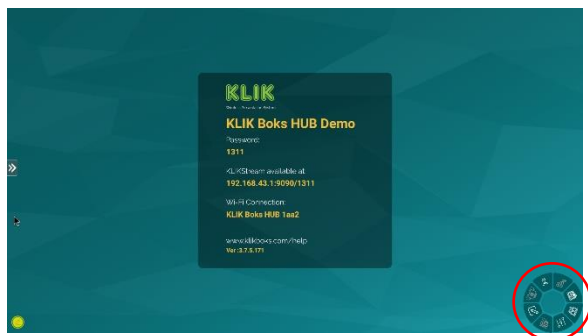 KLIK
KLIK Boks HUB Demo
Password:
1311
KLIKStream available at
192.168.43.1:9090/1311
Wi-Fi Connection:
KLIK Boks HUB 1aa2
www.klikboks.com/help
Ver:3.7.5.171